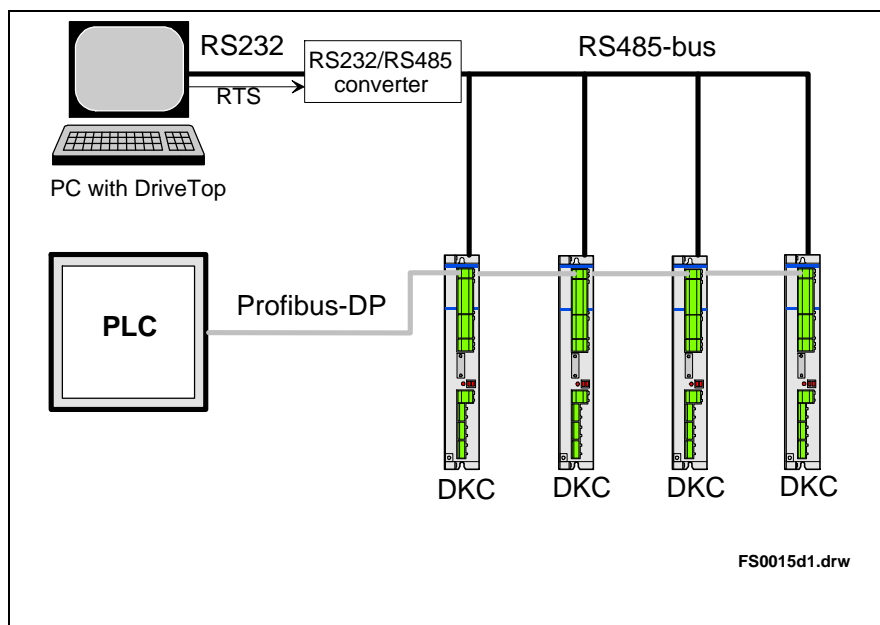 RS232
RS232/RS485
converter
RS485-bus
RTS
PC with DriveTop
PLC
Profibus-DP
DKC
DKC
DKC
DKC
FS0015d1.drw